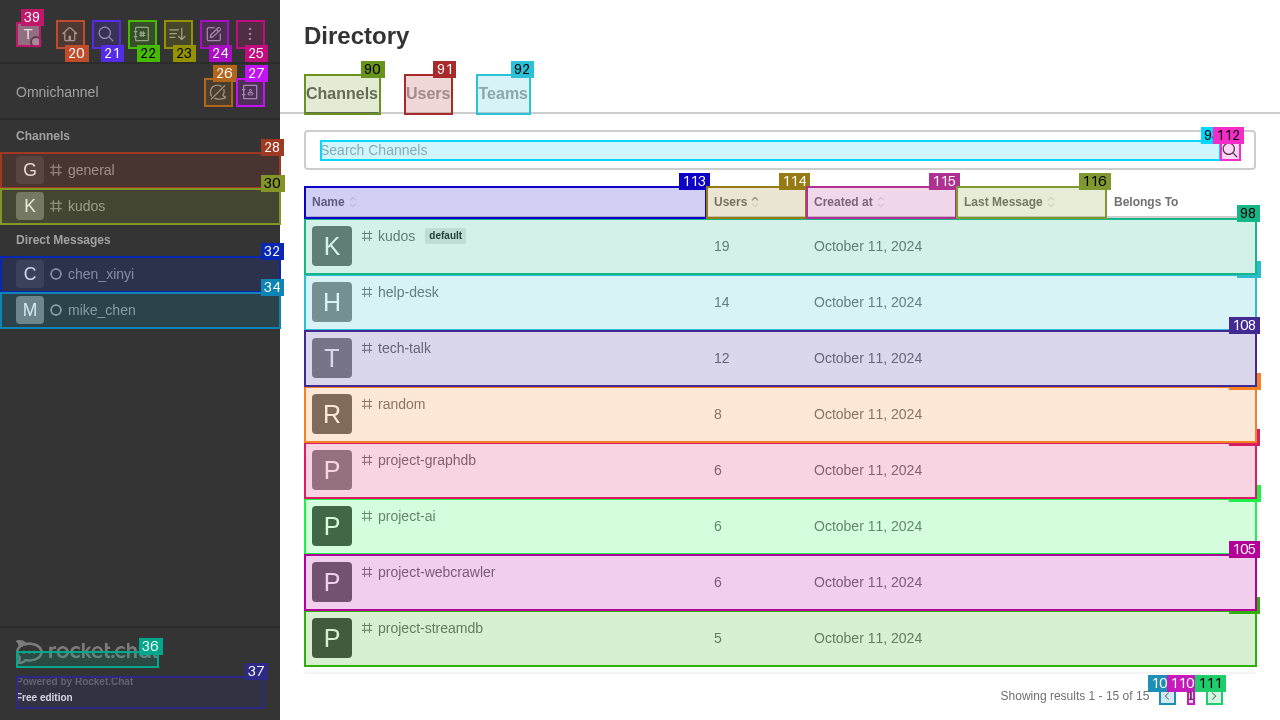 39
T
20
21
22
23
24
25
Omnichannel
26
27
Channels
28
G general
30
K kudos
Direct Messages
32
C chen_xinyi
34
M mike_chen
36
rocket.chat
37
Powered by Rocket.Chat
Free edition
Directory
90
91
92
Channels
Users
Teams
112
Search Channels
113
114
115
116
Name
Users
Created at
Last Message
Belongs To
98
K kudos default 19 October 11, 2024
H help-desk 14 October 11, 2024
108
T tech-talk 12 October 11, 2024
R random 8 October 11, 2024
P project-graphdb 6 October 11, 2024
P project-ai 6 October 11, 2024
105
P project-webcrawler 6 October 11, 2024
P project-streamdb 5 October 11, 2024
110
111
Showing results 1 - 15 of 15